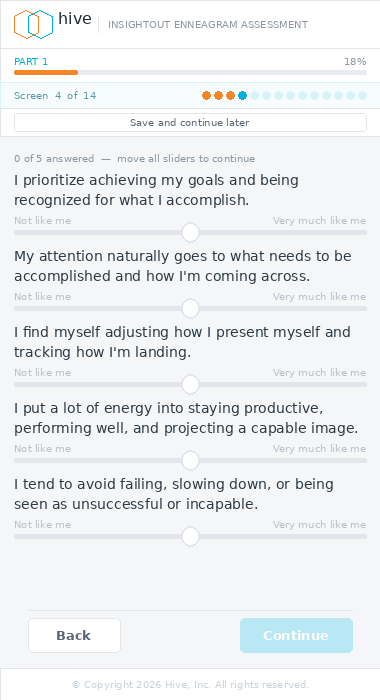 hive
INSIGHTOUT ENNEAGRAM ASSESSMENT
PART 1
18%
Screen 4 of 14
Save and continue later
0 of 5 answered — move all sliders to continue
I prioritize achieving my goals and being
recognized for what I accomplish.
Not like me
Very much like me
My attention naturally goes to what needs to be
accomplished and how I'm coming across.
Not like me
Very much like me
I find myself adjusting how I present myself and
tracking how I'm landing.
Not like me
Very much like me
I put a lot of energy into staying productive,
performing well, and projecting a capable image.
Not like me
Very much like me
I tend to avoid failing, slowing down, or being
seen as unsuccessful or incapable.
Not like me
Very much like me
Back
Continue
© Copyright 2026 Hive, Inc. All rights reserved.